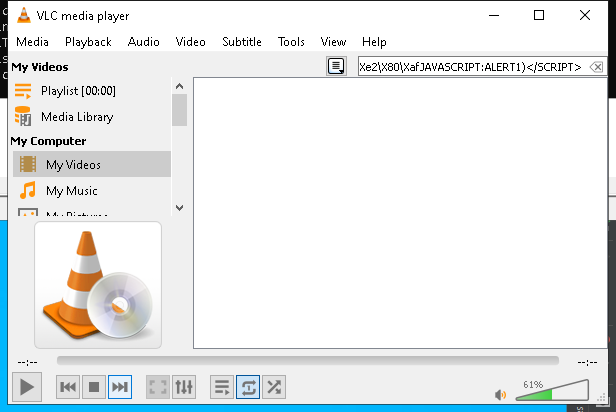 VLC media player
Media Playback Audio Video Subtitle Tools View Help
My Videos
Xe2\X80\XafJAVASCRIPT:ALERT1)</SCRIPT>
Playlist [00:00]
Media Library
My Computer
My Videos
My Music
My Pictures
--:-- --:--
61%